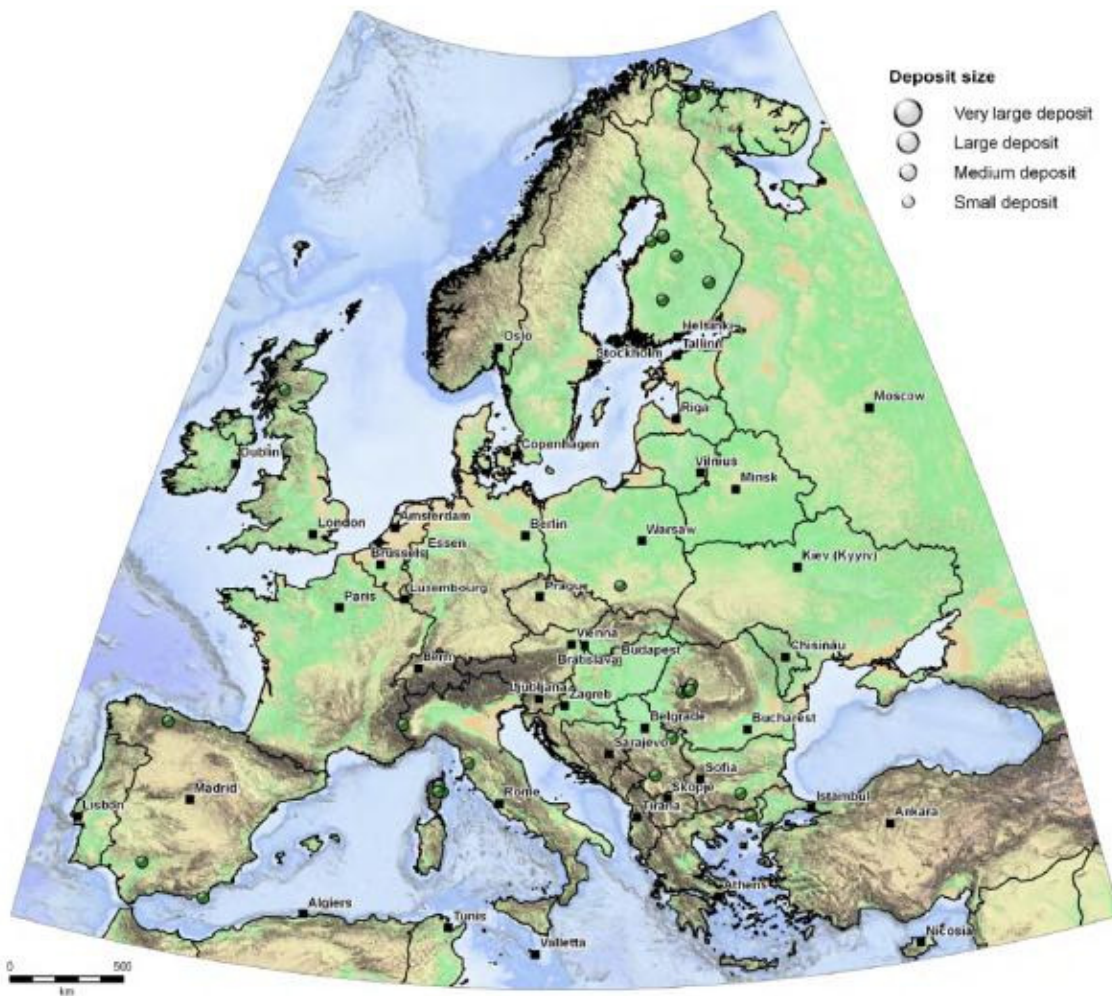 Deposit size
Very large deposit
Large deposit
Medium deposit
Small deposit
Oslo
Helsinki
Tallinn
Stockholm
Riga
Moscow
Copenhagen
Dublin
Vilnius
Minsk
London
Amsterdam
Berlin
Warsaw
Essen
Brussels
Kiev (Kyyiv)
Luxembourg
Prague
Paris
Vienna
Budapest
Bratislava
Chisinău
Bern
Ljubljana
Zagreb
Belgrade
Bucharest
Sarajevo
Sofia
Madrid
Skopje
Rome
Istambul
Lisbon
Tirana
Ankara
Athens
Algiers
Tunis
Nicosia
Valletta
0 500
km